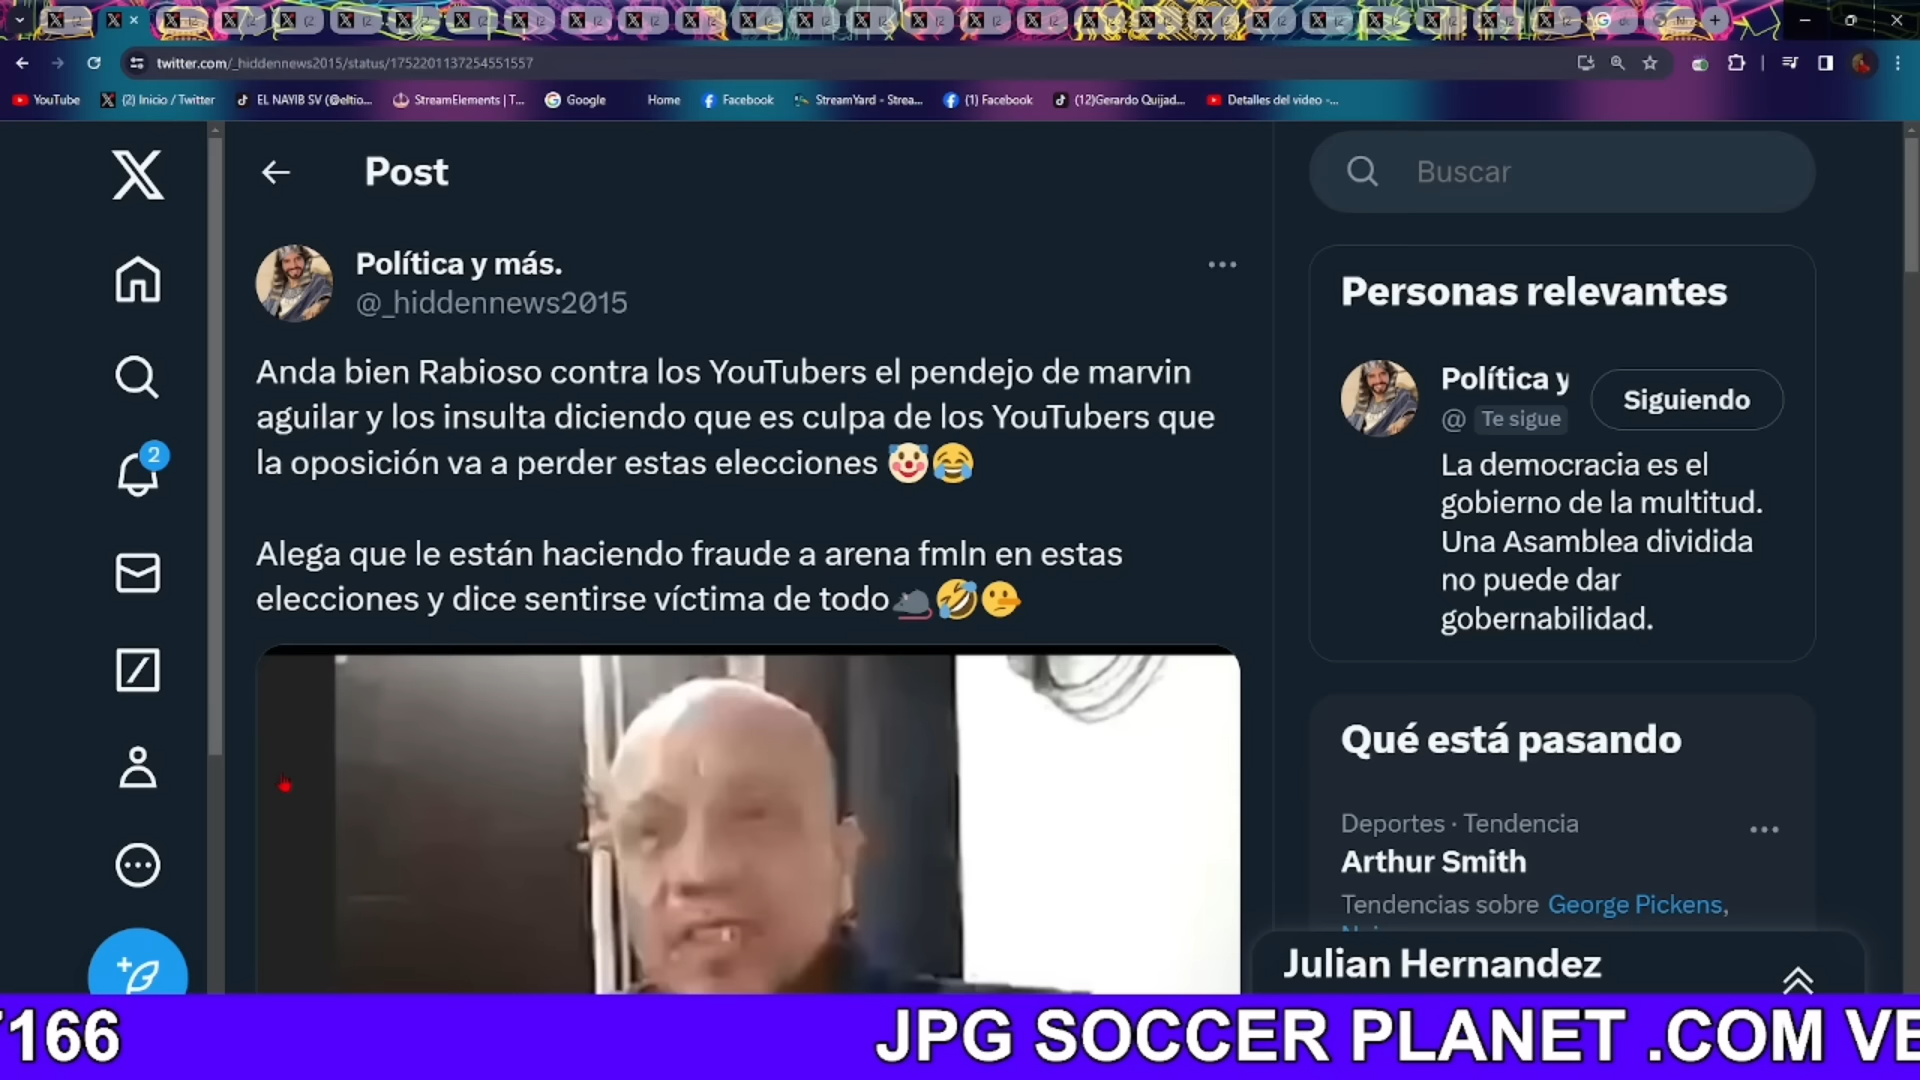 twitter.com/_hiddennews2015/status/1752201137254551557
YouTube
(2) Inicio / Twitter
EL NAYIB SV (@eltio...
StreamElements | T...
Google
Home
Facebook
StreamYard - Strea...
(1) Facebook
(12)Gerardo Quijad...
Detalles del video -...
Post
Buscar
Política y más.
@_hiddennews2015
Anda bien Rabioso contra los YouTubers el pendejo de marvin
aguilar y los insulta diciendo que es culpa de los YouTubers que
la oposición va a perder estas elecciones 🤡😂
Alega que le están haciendo fraude a arena fmln en estas
elecciones y dice sentirse víctima de todo🐀🤣🤥
2
Personas relevantes
Política y
@ Te sigue
Siguiendo
La democracia es el
gobierno de la multitud.
Una Asamblea dividida
no puede dar
gobernabilidad.
Qué está pasando
Deportes · Tendencia
Arthur Smith
Tendencias sobre George Pickens,
Julian Hernandez
166
JPG SOCCER PLANET .COM VE